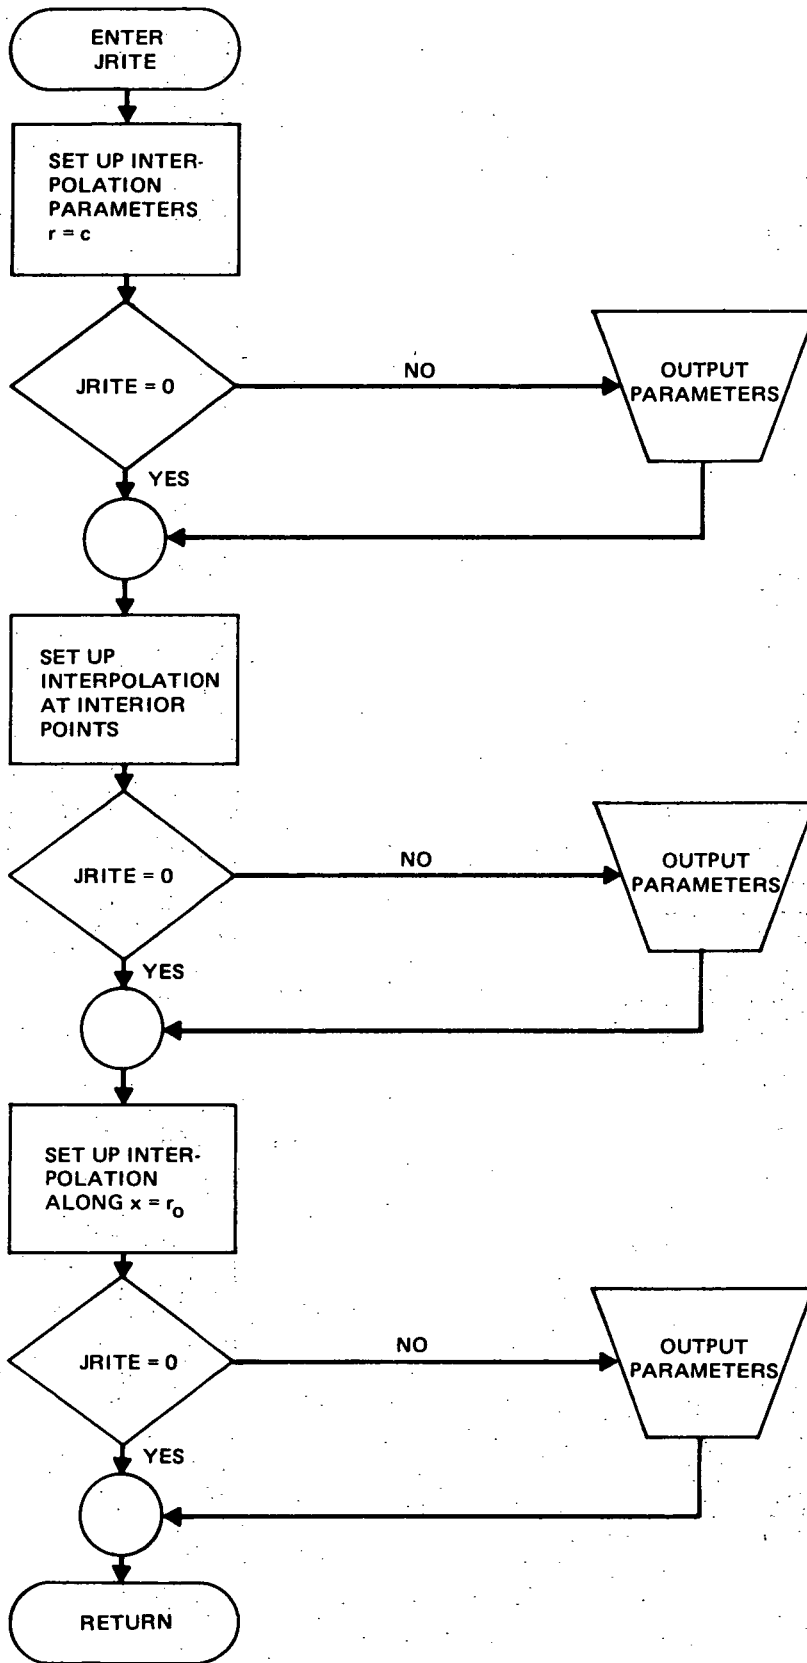 ENTER
JRITE
SET UP INTER-
POLATION
PARAMETERS
r = c
JRITE = 0
NO
OUTPUT
PARAMETERS
YES
SET UP
INTERPOLATION
AT INTERIOR
POINTS
JRITE = 0
NO
OUTPUT
PARAMETERS
YES
SET UP INTER-
POLATION
ALONG x = r₀
JRITE = 0
NO
OUTPUT
PARAMETERS
YES
RETURN